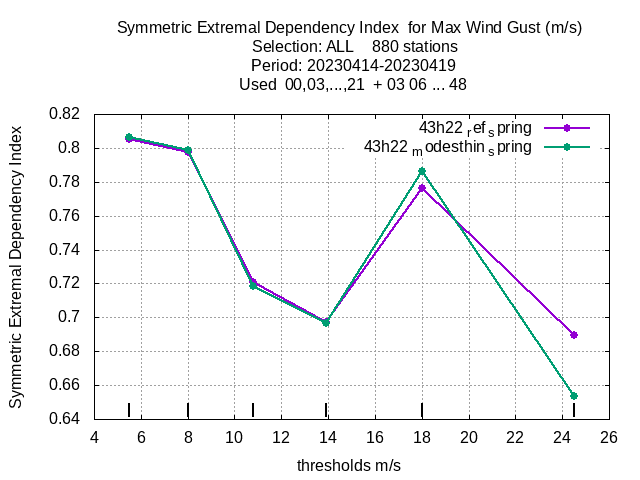 Symmetric Extremal Dependency Index for Max Wind Gust (m/s)
Selection: ALL 880 stations
Period: 20230414-20230419
Used 00,03,...,21 + 03 06 ... 48
43h22 ref spring
43h22 modesthin spring
Symmetric Extremal Dependency Index
0.82
0.8
0.78
0.76
0.74
0.72
0.7
0.68
0.66
0.64
4 6 8 10 12 14 16 18 20 22 24 26
thresholds m/s